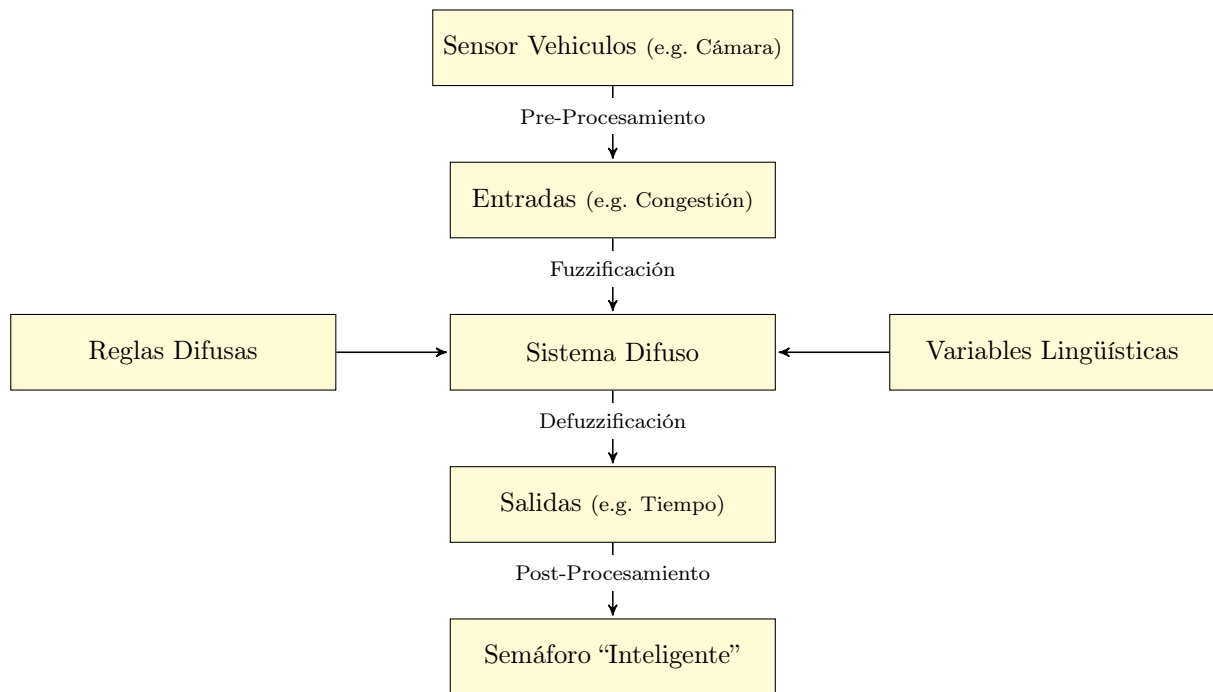 Sensor Vehiculos (e.g. Cámara)
Pre-Procesamiento
Entradas (e.g. Congestión)
Fuzzificación
Reglas Difusas
Sistema Difuso
Variables Lingüísticas
Defuzzificación
Salidas (e.g. Tiempo)
Post-Procesamiento
Semáforo “Inteligente”